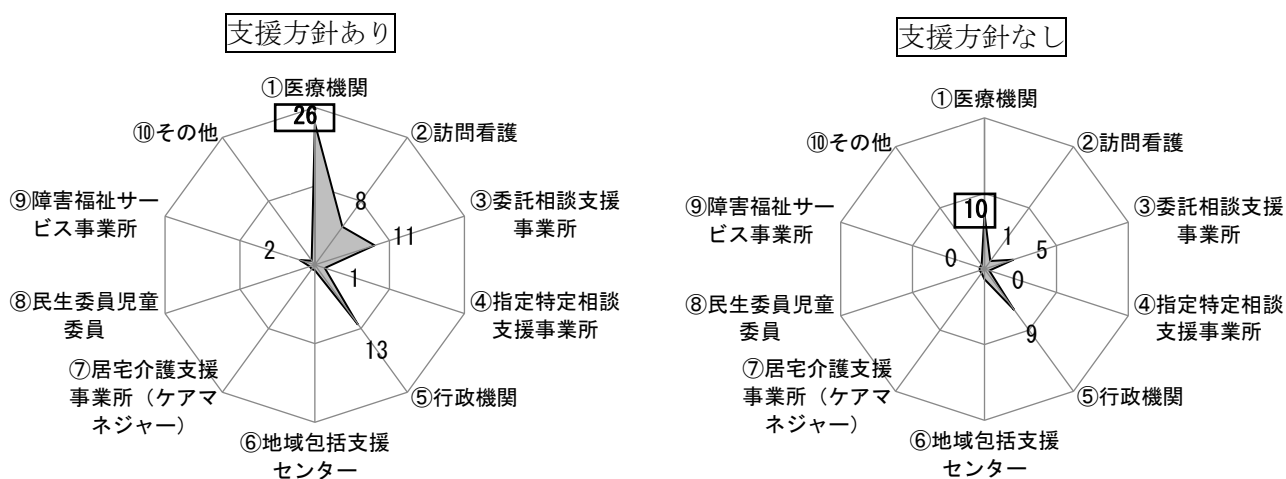 支援方針あり
①医療機関
26
⑩その他
②訪問看護
8
⑨障害福祉サー
ビス事業所
③委託相談支援
事業所
11
2
1
⑧民生委員児童
委員
④指定特定相談
支援事業所
13
⑦居宅介護支援
事業所（ケアマ
ネジャー）
⑤行政機関
⑥地域包括支援
センター
支援方針なし
①医療機関
⑩その他
②訪問看護
10
1
⑨障害福祉サー
ビス事業所
③委託相談支援
事業所
5
0
0
⑧民生委員児童
委員
④指定特定相談
支援事業所
9
⑦居宅介護支援
事業所（ケアマ
ネジャー）
⑤行政機関
⑥地域包括支援
センター